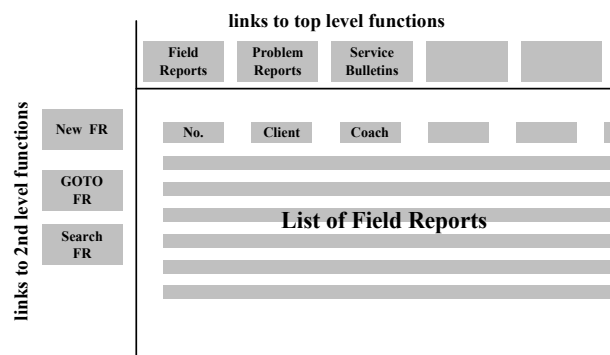 links to top level functions
Field
Reports
Problem
Reports
Service
Bulletins
links to 2nd level functions
New FR
GOTO
FR
Search
FR
No.
Client
Coach
List of Field Reports